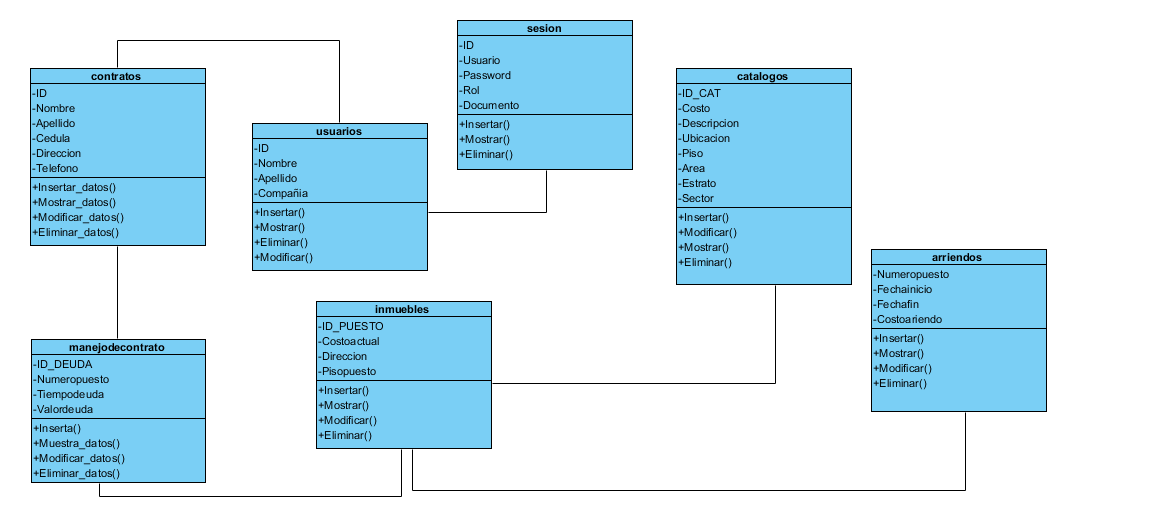 sesion
-ID
-Usuario
-Password
-Rol
-Documento
+Insertar()
+Mostrar()
+Eliminar()
contratos
-ID
-Nombre
-Apellido
-Cedula
-Direccion
-Telefono
+Insertar_datos()
+Mostrar_datos()
+Modificar_datos()
+Eliminar_datos()
usuarios
-ID
-Nombre
-Apellido
-Compañia
+Insertar()
+Mostrar()
+Eliminar()
+Modificar()
catalogos
-ID_CAT
-Costo
-Descripcion
-Ubicacion
-Piso
-Area
-Estrato
-Sector
+Insertar()
+Modificar()
+Mostrar()
+Eliminar()
arriendos
-Numeropuesto
-Fechainicio
-Fechafin
-Costoariendo
+Insertar()
+Mostrar()
+Modificar()
+Eliminar()
inmuebles
-ID_PUESTO
-Costoactual
-Direccion
-Pisopuesto
+Insertar()
+Mostrar()
+Modificar()
+Eliminar()
manejodecontrato
-ID_DEUDA
-Numeropuesto
-Tiempodeuda
-Valordeuda
+Inserta()
+Muestra_datos()
+Modificar_datos()
+Eliminar_datos()